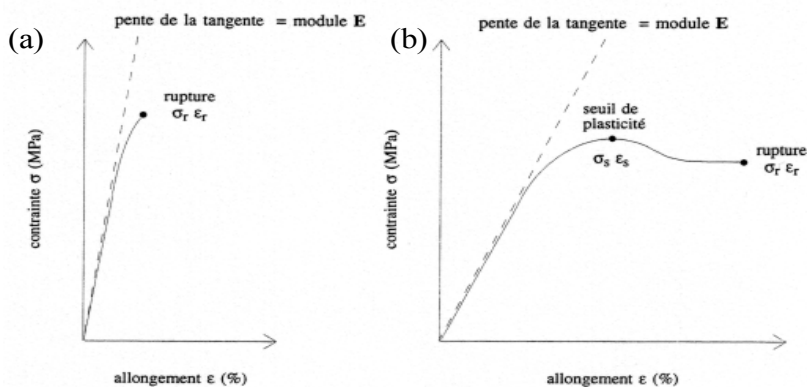 (a)
pente de la tangente = module E
rupture
σr εr
contrainte σ (MPa)
allongement ε (%)
(b)
pente de la tangente = module E
seuil de
plasticité
σs εs
rupture
σr εr
contrainte σ (MPa)
allongement ε (%)